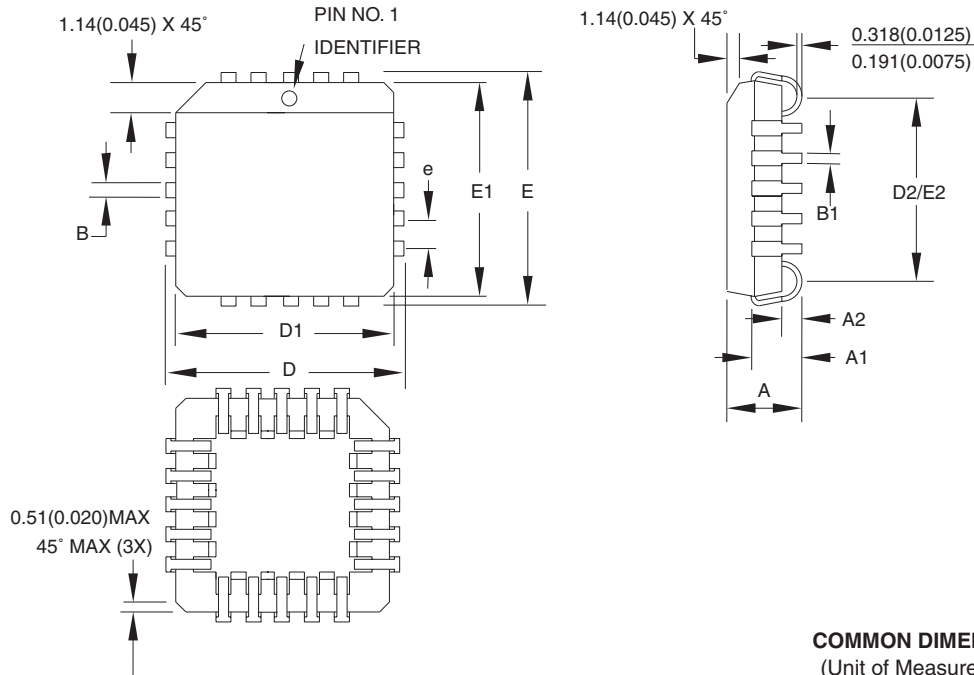 1.14(0.045) X 45°
PIN NO. 1
IDENTIFIER
1.14(0.045) X 45°
0.318(0.0125)
0.191(0.0075)
e
E1
E
B
D1
D
D2/E2
B1
A2
A1
A
0.51(0.020)MAX
45° MAX (3X)
COMMON DIME
(Unit of Measure